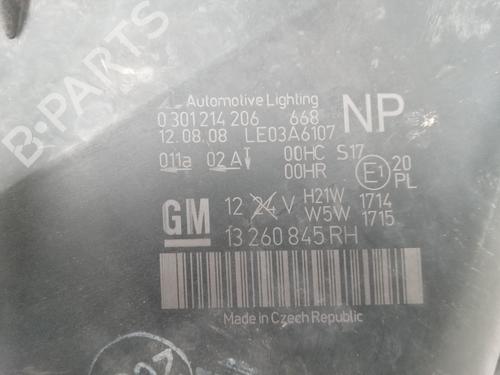 Automotive Lighting
0 301 214 206 668 NP
12.08.08 LE03A6107
011a 02A 00HC S17
00HR E1 20
PL
GM 12 24 V H21W 1714
W5W 1715
13 260 845 RH
Made in Czech Republic
B-PARTS